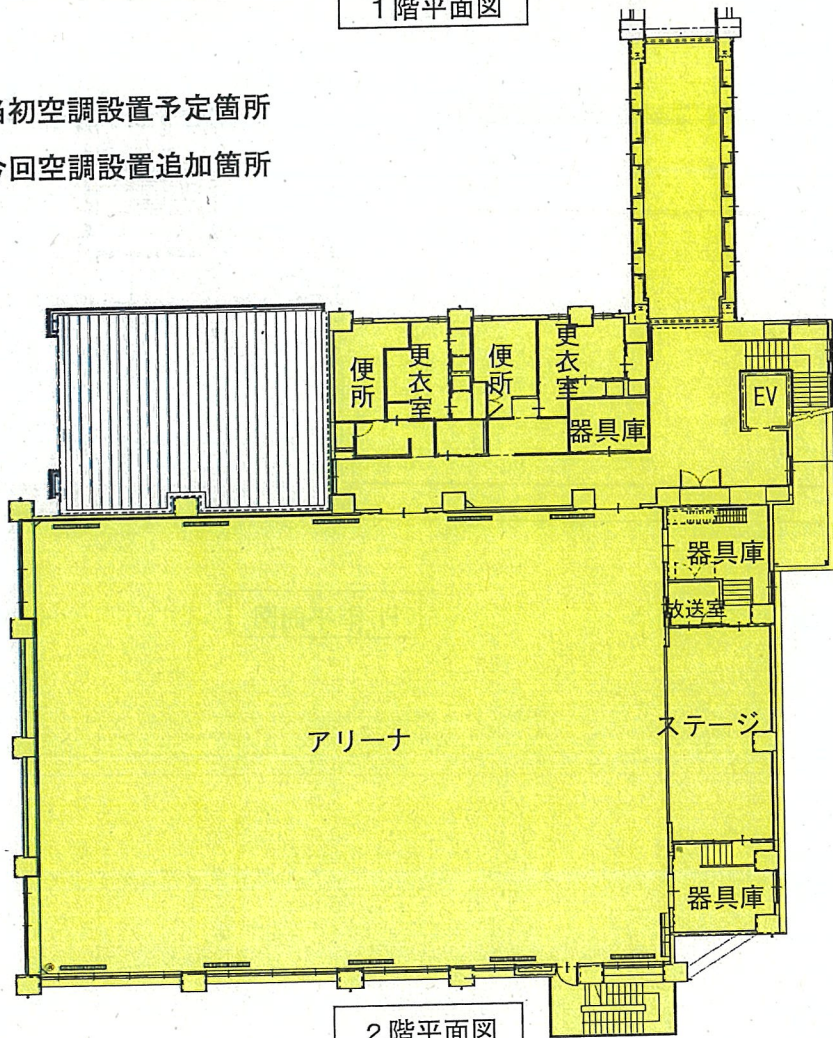 1階平面図
当初空調設置予定箇所
今回空調設置追加箇所
便所
更衣室
便所
更衣室
EV
器具庫
器具庫
放送室
アリーナ
ステージ
器具庫
2階平面図